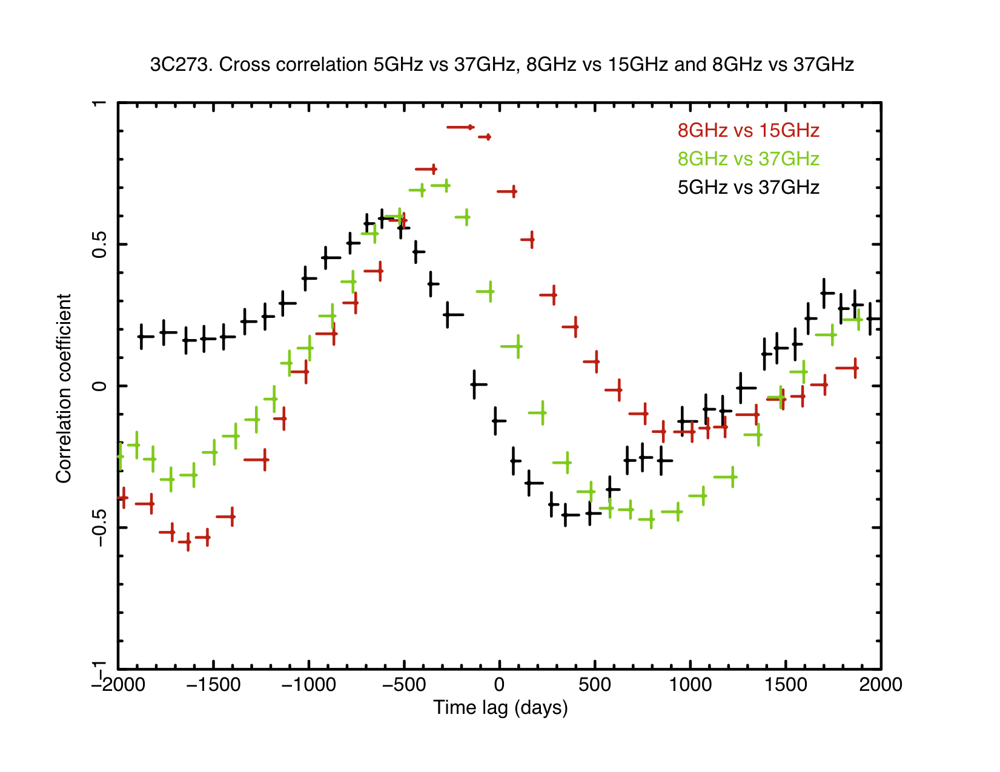 3C273. Cross correlation 5GHz vs 37GHz, 8GHz vs 15GHz and 8GHz vs 37GHz
8GHz vs 15GHz
8GHz vs 37GHz
5GHz vs 37GHz
Correlation coefficient
1
0.5
0
−0.5
−1
−2000 −1500 −1000 −500 0 500 1000 1500 2000
Time lag (days)